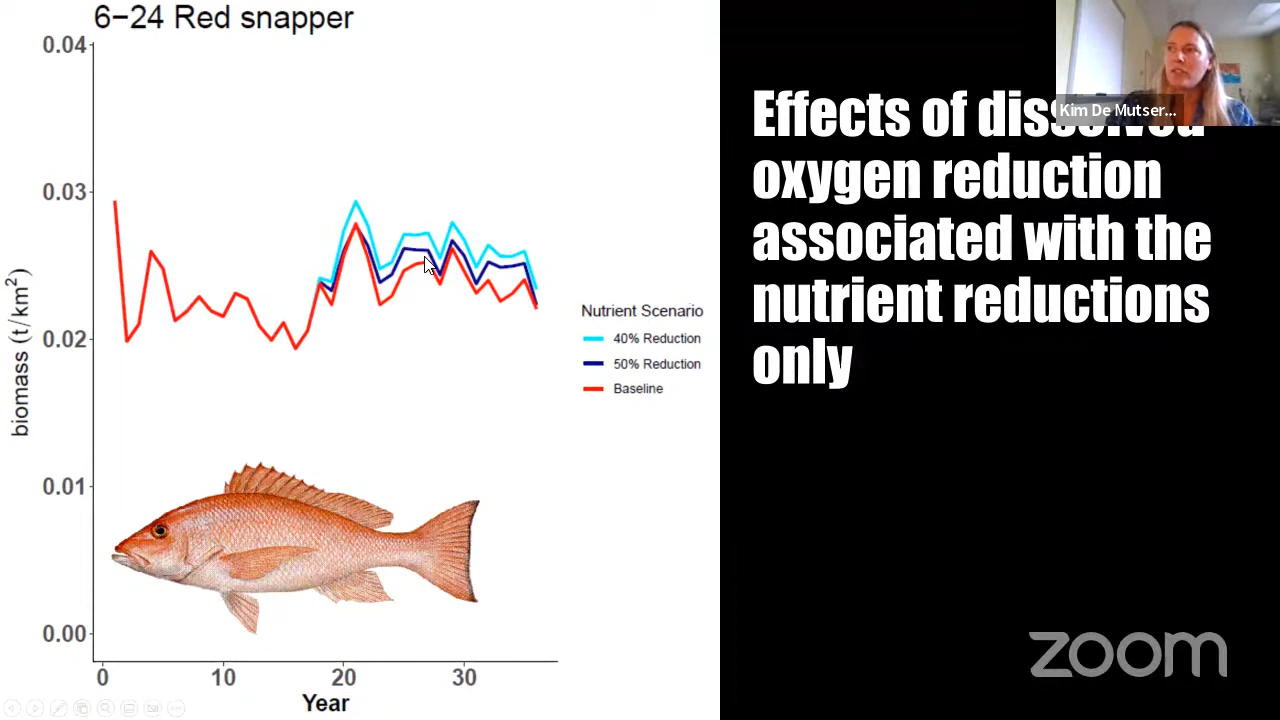 6−24 Red snapper
0.04
0.03
0.02
0.01
0.00
biomass (t/km²)
0 10 20 30
Year
Nutrient Scenario
40% Reduction
50% Reduction
Baseline
Kim De Mutser...
Effects of dissolved
oxygen reduction
associated with the
nutrient reductions
only
zoom